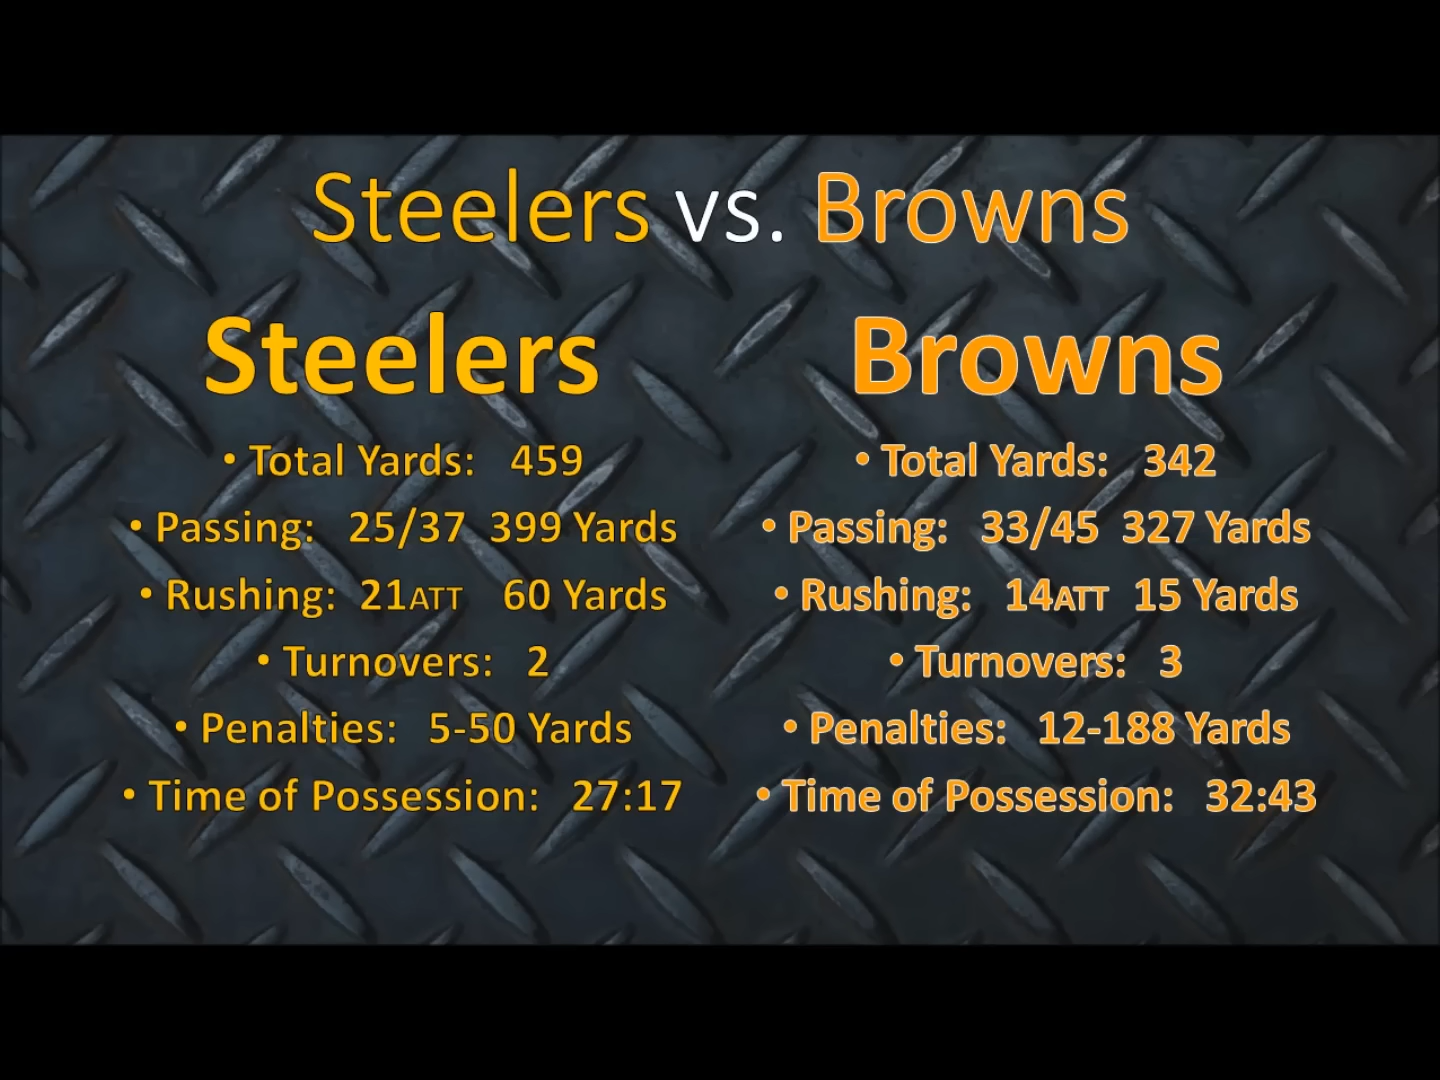 Steelers vs. Browns
Steelers
• Total Yards: 459
• Passing: 25/37 399 Yards
• Rushing: 21ATT 60 Yards
• Turnovers: 2
• Penalties: 5-50 Yards
• Time of Possession: 27:17
Browns
• Total Yards: 342
• Passing: 33/45 327 Yards
• Rushing: 14ATT 15 Yards
• Turnovers: 3
• Penalties: 12-188 Yards
• Time of Possession: 32:43